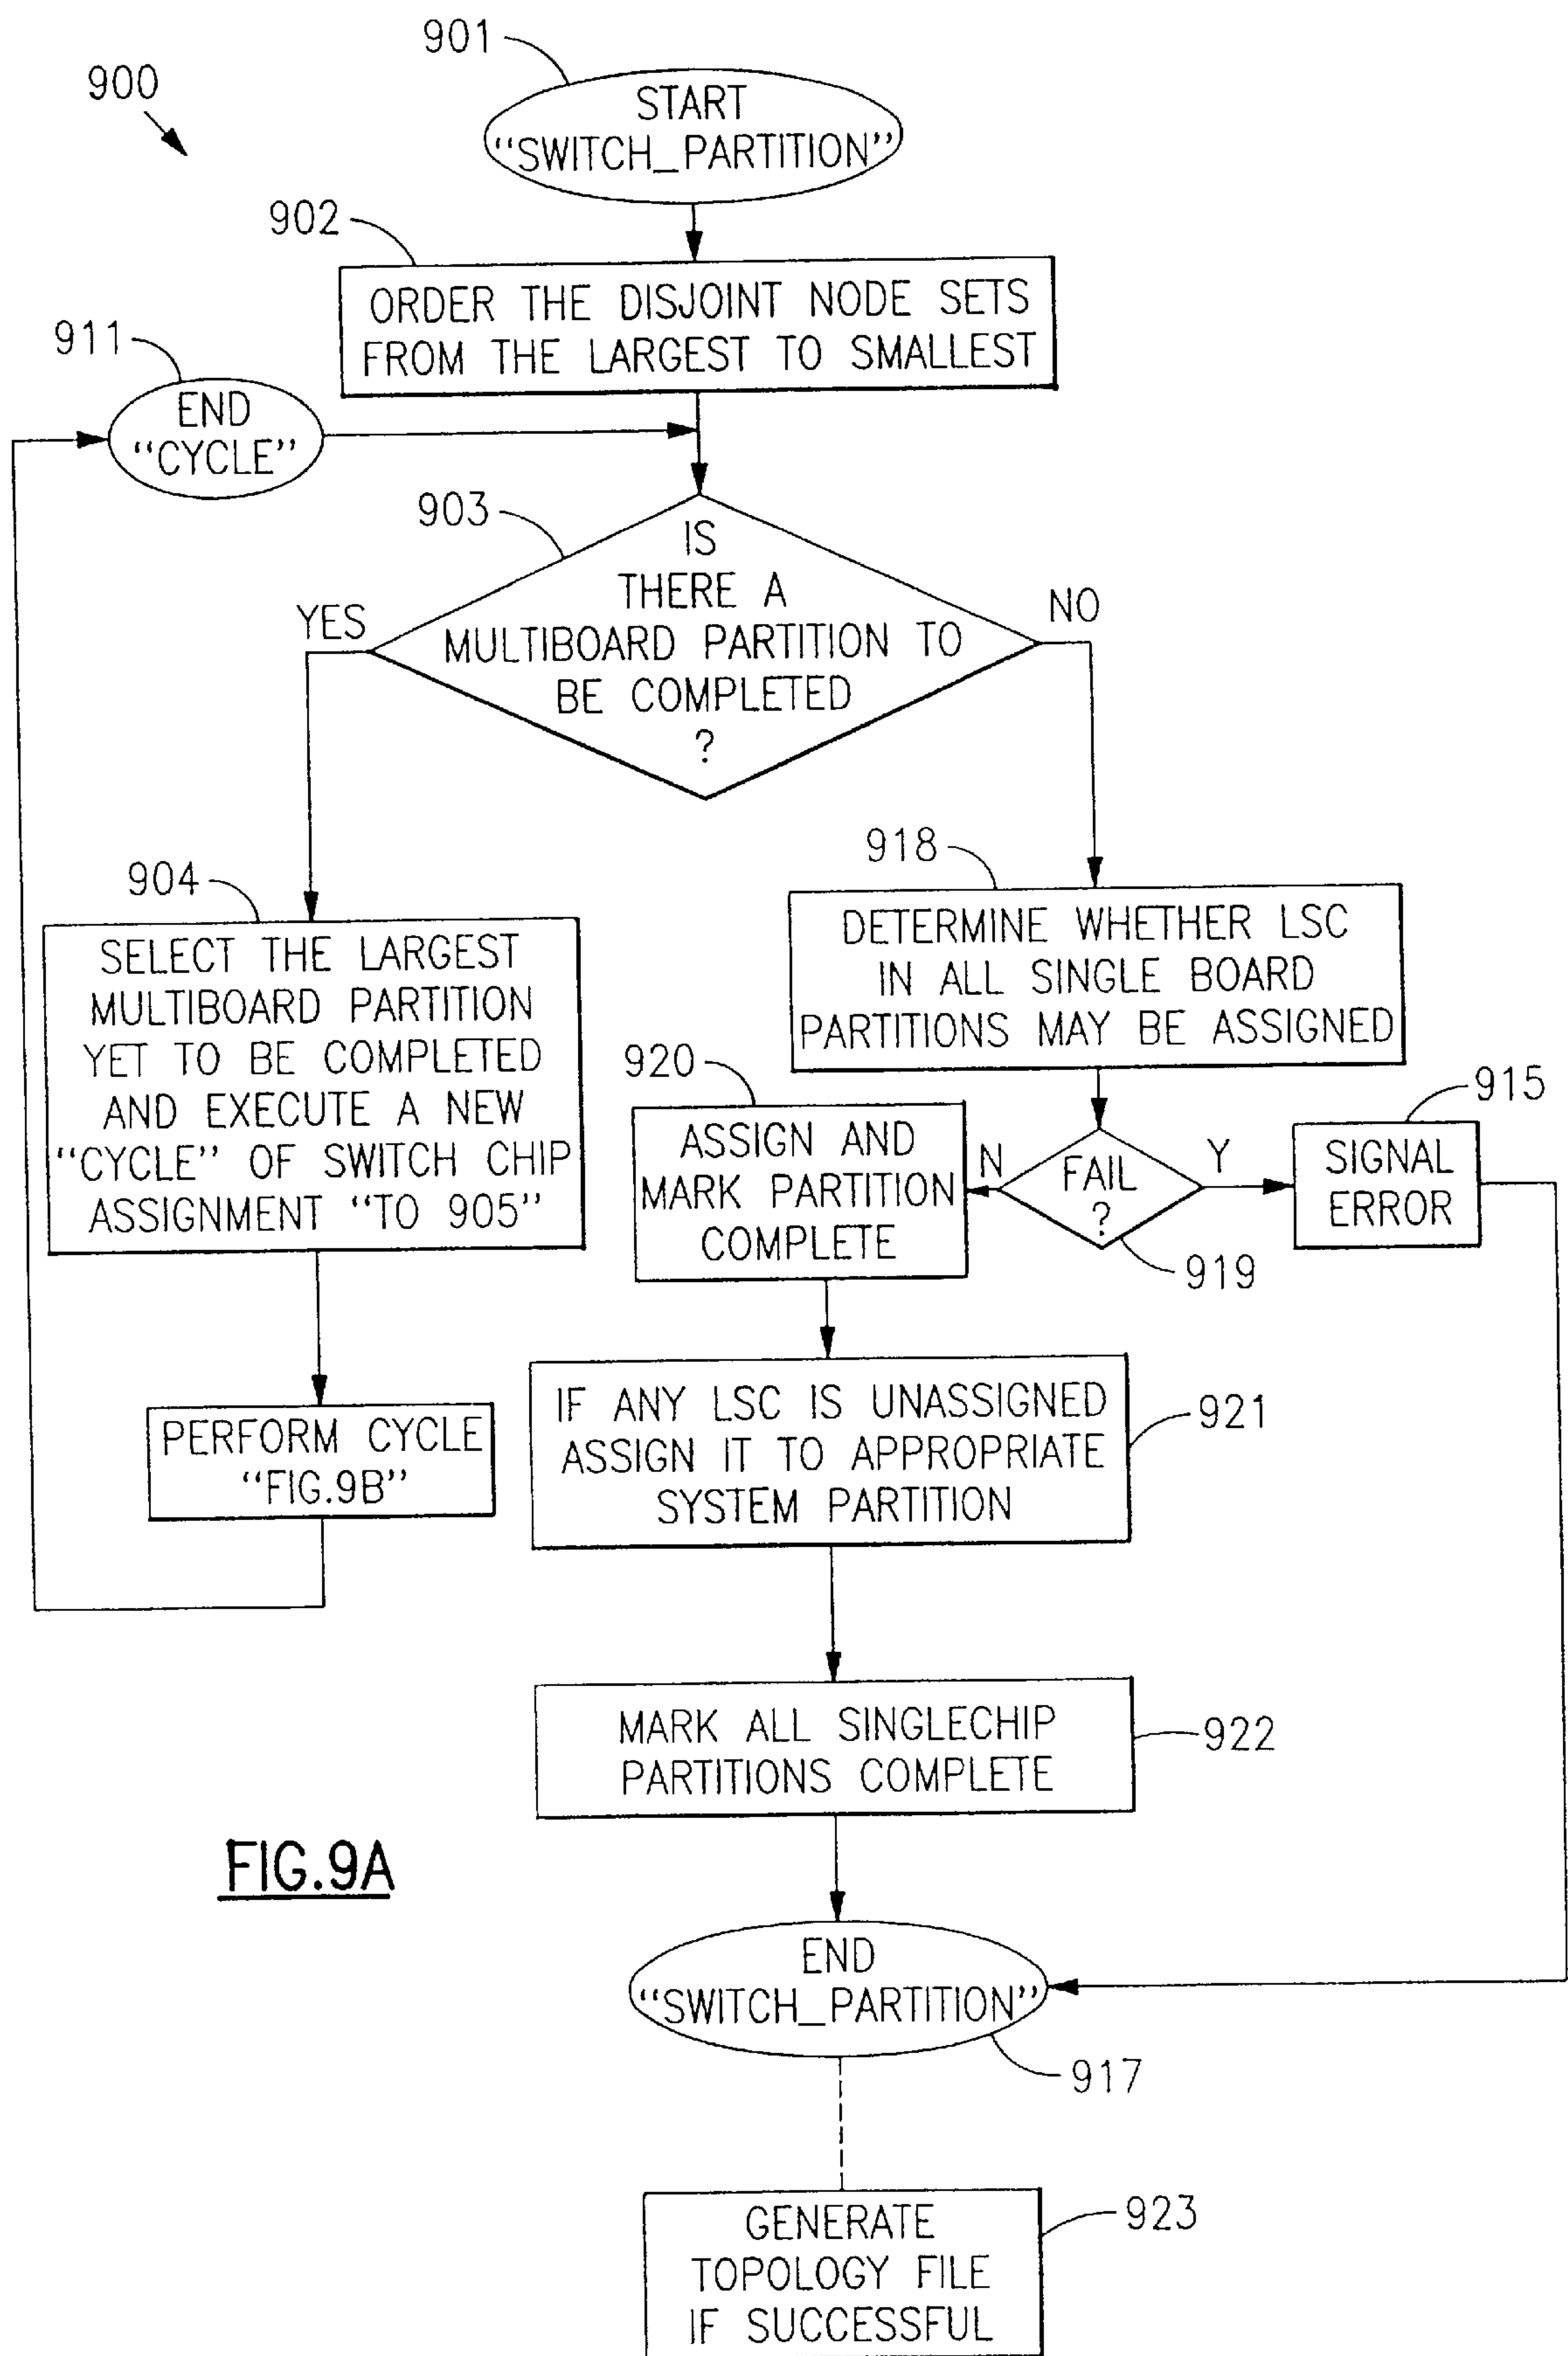 901
900
START
"SWITCH_PARTITION"
902
ORDER THE DISJOINT NODE SETS
FROM THE LARGEST TO SMALLEST
911
END
"CYCLE"
903
IS
THERE A
MULTIBOARD PARTITION TO
BE COMPLETED
?
YES
NO
904
SELECT THE LARGEST
MULTIBOARD PARTITION
YET TO BE COMPLETED
AND EXECUTE A NEW
"CYCLE" OF SWITCH CHIP
ASSIGNMENT "TO 905"
PERFORM CYCLE
"FIG.9B"
918
DETERMINE WHETHER LSC
IN ALL SINGLE BOARD
PARTITIONS MAY BE ASSIGNED
919
FAIL
?
N
Y
915
SIGNAL
ERROR
920
ASSIGN AND
MARK PARTITION
COMPLETE
IF ANY LSC IS UNASSIGNED
ASSIGN IT TO APPROPRIATE
SYSTEM PARTITION
921
MARK ALL SINGLECHIP
PARTITIONS COMPLETE
922
FIG.9A
END
"SWITCH_PARTITION"
917
GENERATE
TOPOLOGY FILE
IF SUCCESSFUL
923